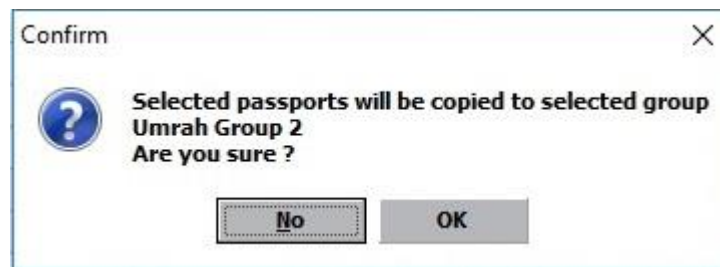 Confirm
Selected passports will be copied to selected group
Umrah Group 2
Are you sure ?
No
OK